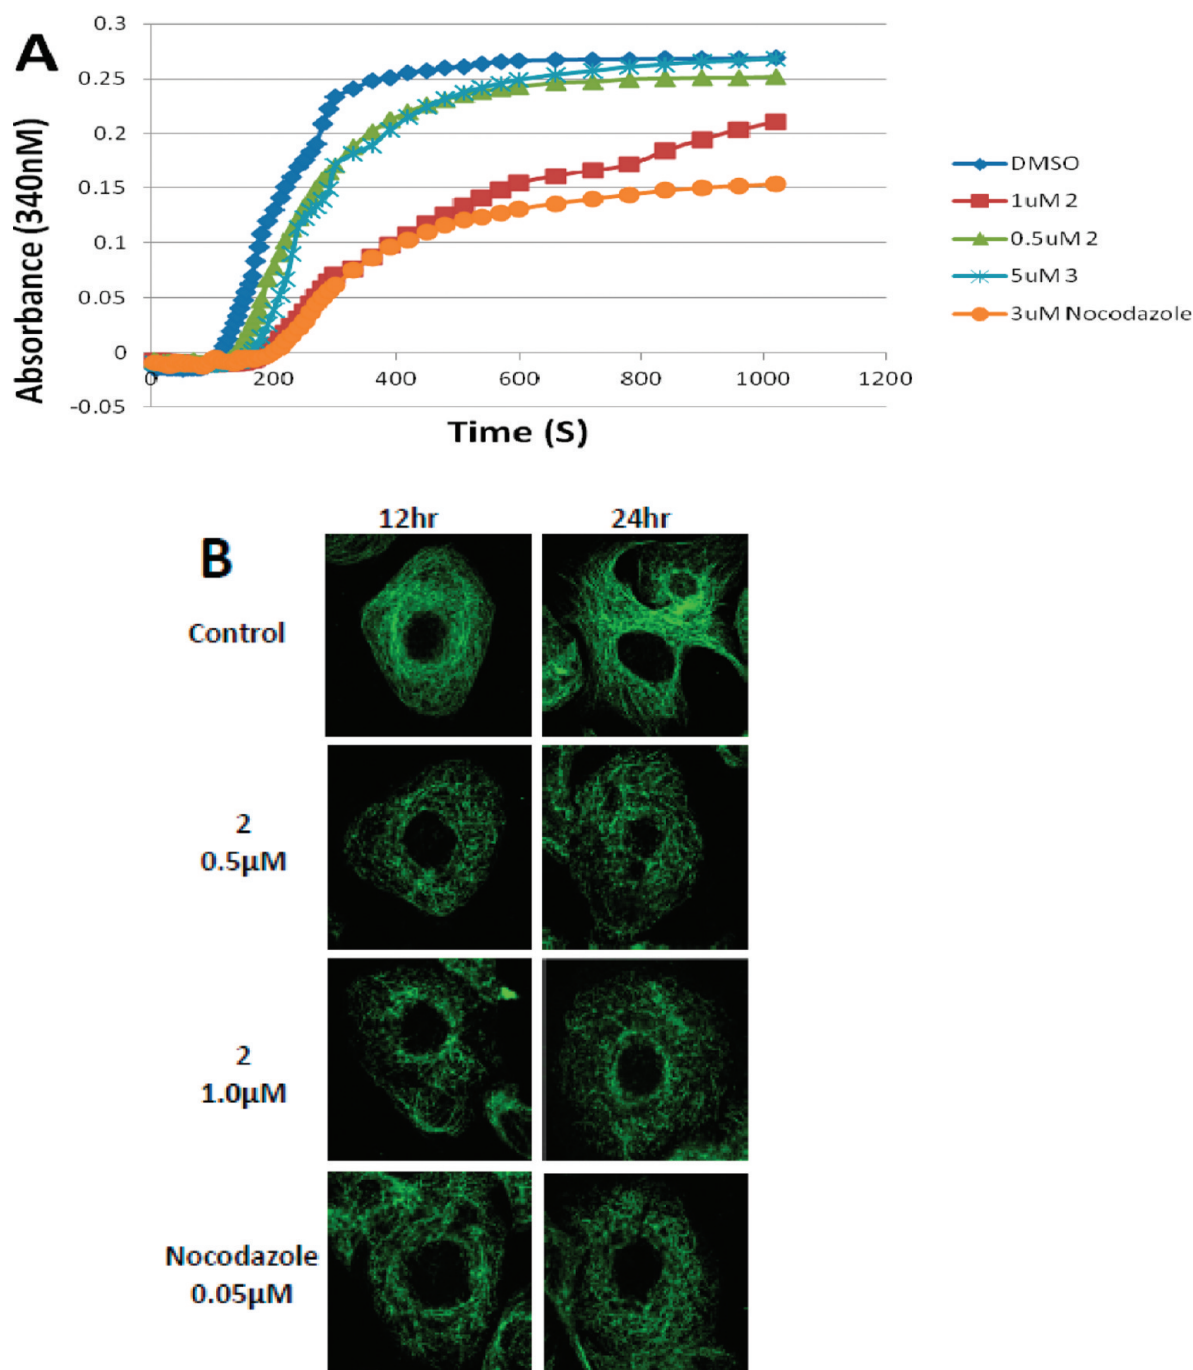 A
Absorbance (340nM)
0.3
0.25
0.2
0.15
0.1
0.05
0
-0.05
0
200
400
600
800
1000
1200
Time (S)
DMSO
1uM 2
0.5uM 2
5uM 3
3uM Nocodazole
B
12hr
24hr
Control
2
0.5μM
2
1.0μM
Nocodazole
0.05μM